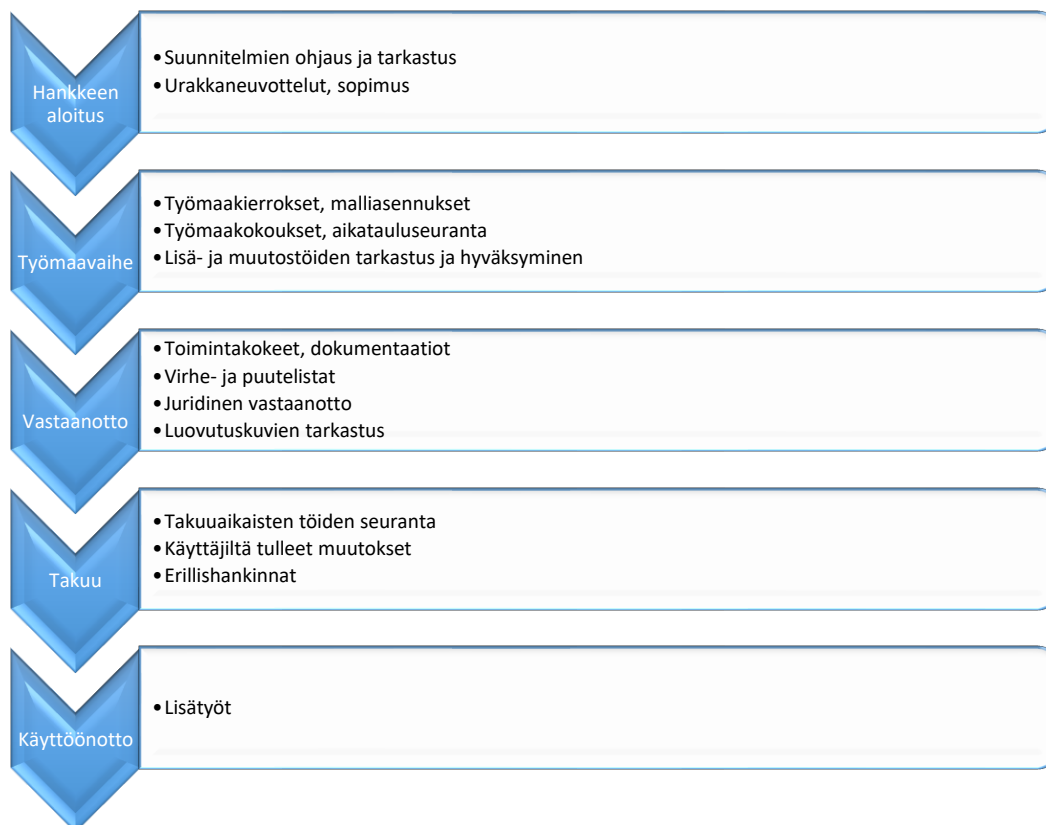 Hankkeen
aloitus
•Suunnitelmien ohjaus ja tarkastus
•Urakkaneuvottelut, sopimus
Työmaavaihe
•Työmaakierrokset, malliasennukset
•Työmaakokoukset, aikatauluseuranta
•Lisä- ja muutostöiden tarkastus ja hyväksyminen
Vastaanotto
•Toimintakokeet, dokumentaatiot
•Virhe- ja puutelistat
•Juridinen vastaanotto
•Luovutuskuvien tarkastus
Takuu
•Takuuaikaisten töiden seuranta
•Käyttäjiltä tulleet muutokset
•Erillishankinnat
Käyttöönotto
•Lisätyöt